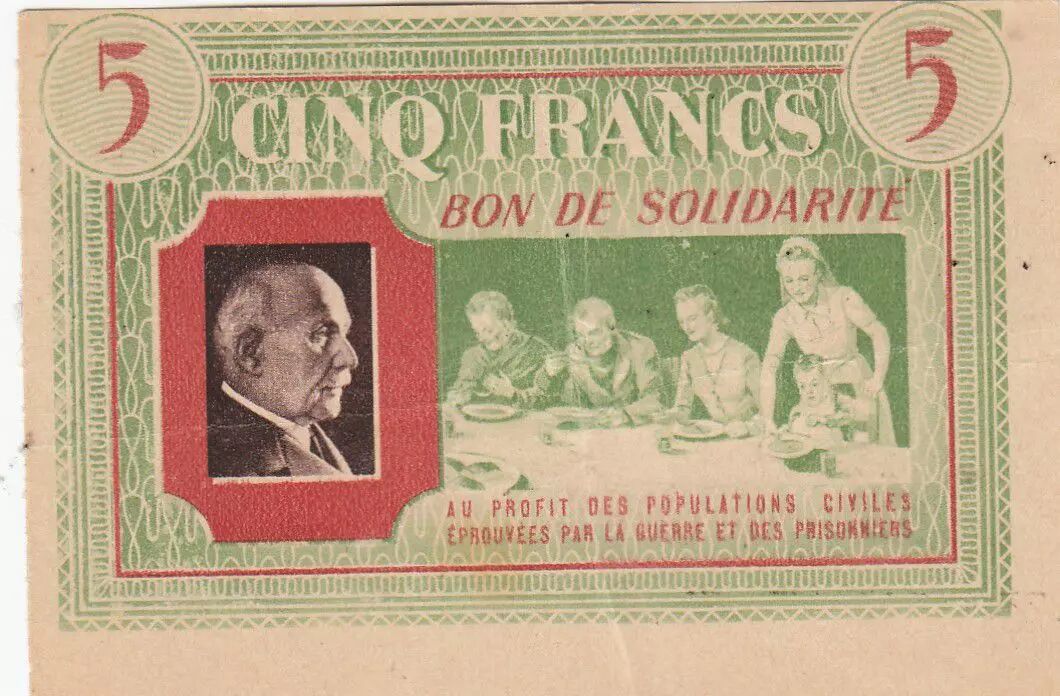 5 5
CINQ FRANCS
BON DE SOLIDARITE
AU PROFIT DES POPULATIONS CIVILES
ÉPROUVÉES PAR LA GUERRE ET DES PRISONNIERS